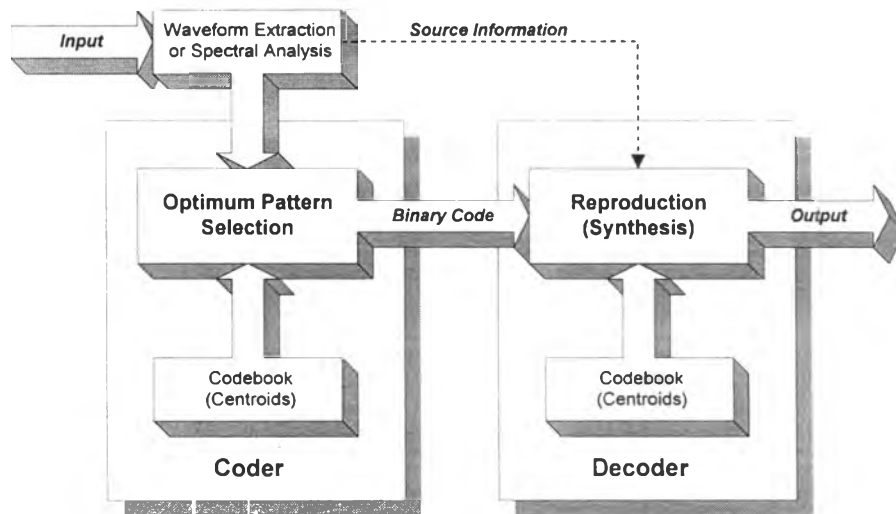 Input
Waveform Extraction
or Spectral Analysis
Source Information
Optimum Pattern
Selection
Binary Code
Reproduction
(Synthesis)
Output
Codebook
(Centroids)
Codebook
(Centroids)
Coder
Decoder